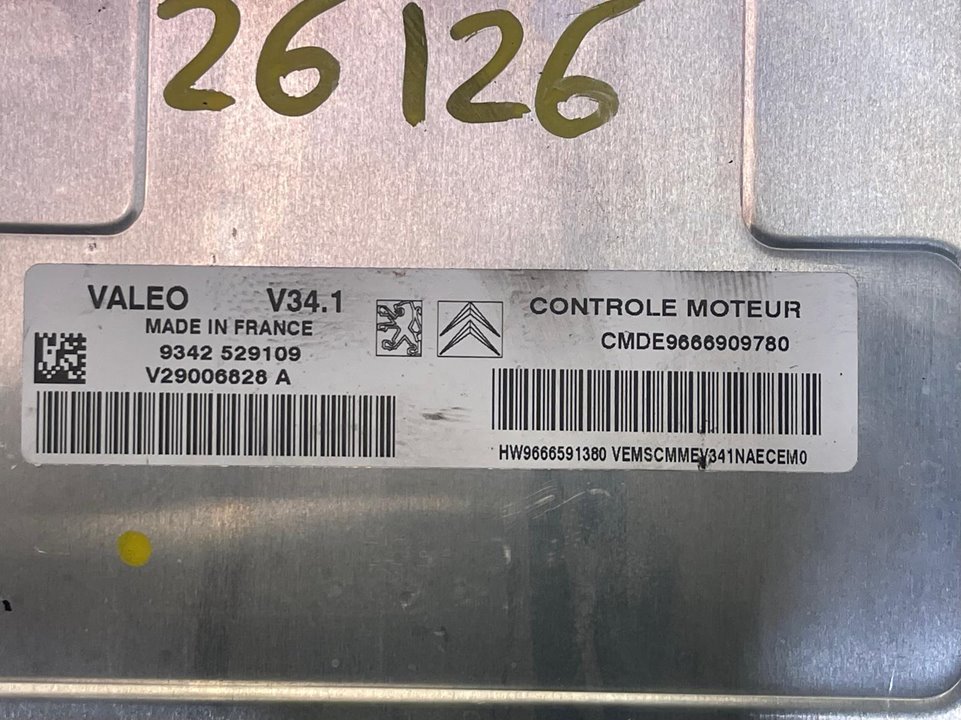 26126
VALEO V34.1
MADE IN FRANCE
9342 529109
V29006828 A
CONTROLE MOTEUR
CMDE9666909780
HW9666591380 VEMSCMMEV341NAECEM0